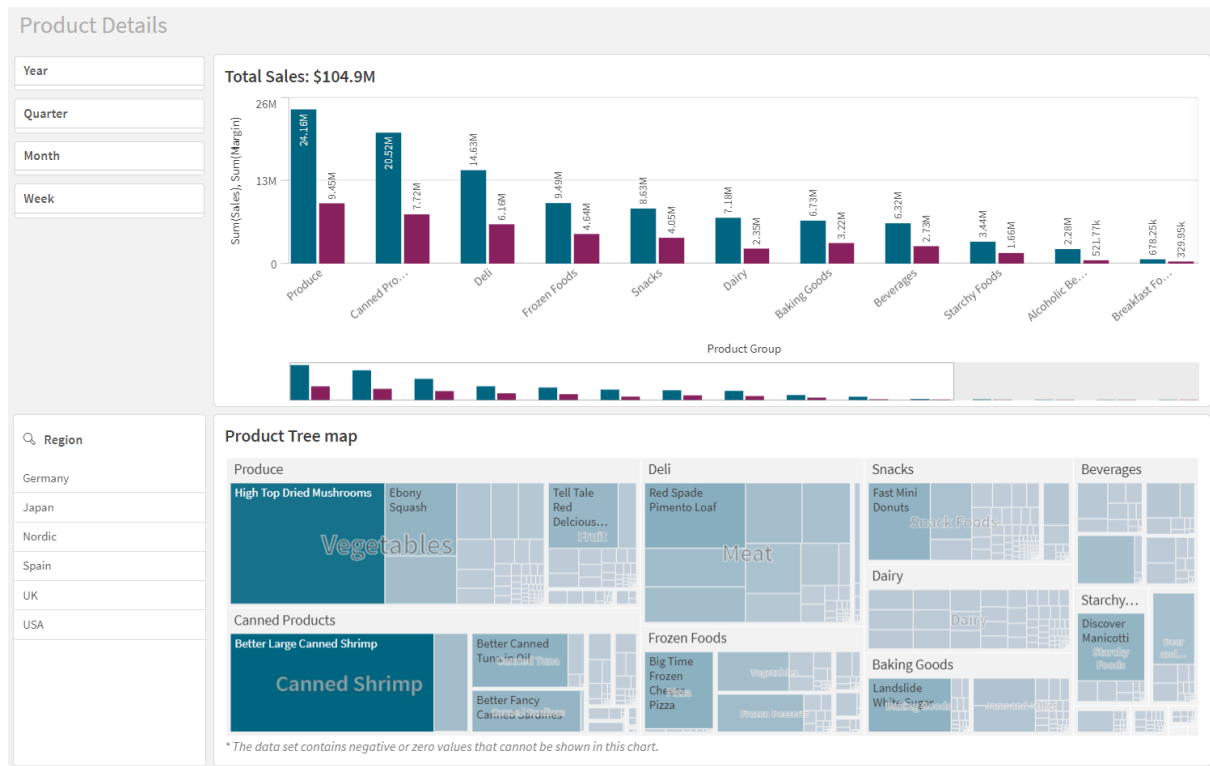 Product Details
Year
Quarter
Month
Week
Total Sales: $104.9M
Sum(Sales), Sum(Margin)
26M
13M
0
24.16M
9.45M
20.52M
7.72M
14.63M
6.16M
9.49M
4.64M
8.63M
4.05M
7.18M
2.35M
6.73M
3.22M
6.32M
2.73M
3.44M
1.66M
2.28M
521.77k
678.25k
329.95k
Produce
Canned Pro...
Deli
Frozen Foods
Snacks
Dairy
Baking Goods
Beverages
Starchy Foods
Alcoholic Be...
Breakfast Fo...
Product Group
Region
Germany
Japan
Nordic
Spain
UK
USA
Product Tree map
Produce
High Top Dried Mushrooms
Ebony
Squash
Vegetables
Tell Tale
Red
Delcious...
Fruit
Canned Products
Better Large Canned Shrimp
Canned Shrimp
Better Canned
Tuna in Oil
Canned Tuna
Better Fancy
Canned Sardines
Deli
Red Spade
Pimento Loaf
Meat
Frozen Foods
Big Time
Frozen
Cheese
Pizza
Vegetables
Frozen Desserts
Snacks
Fast Mini
Donuts
Snack Foods
Dairy
Dairy
Baking Goods
Landslide
White Sugar
Beverages
Starchy...
Discover
Manicotti
Starchy
Foods
Beer
and...
* The data set contains negative or zero values that cannot be shown in this chart.